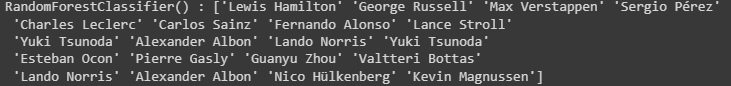 RandomForestClassifier() : ['Lewis Hamilton' 'George Russell' 'Max Verstappen' 'Sergio Pérez'
'Charles Leclerc' 'Carlos Sainz' 'Fernando Alonso' 'Lance Stroll'
'Yuki Tsunoda' 'Alexander Albon' 'Lando Norris' 'Yuki Tsunoda'
'Esteban Ocon' 'Pierre Gasly' 'Guanyu Zhou' 'Valtteri Bottas'
'Lando Norris' 'Alexander Albon' 'Nico Hülkenberg' 'Kevin Magnussen']